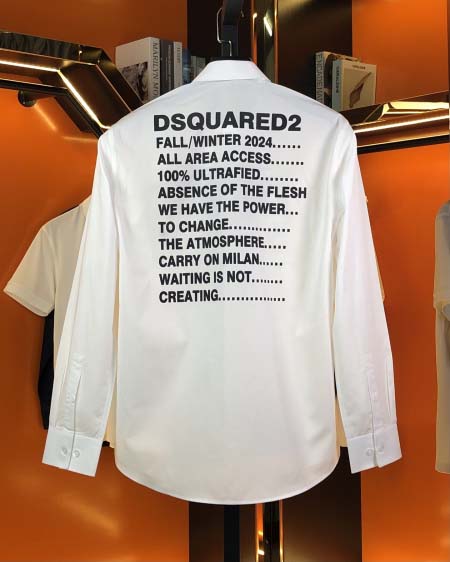 MARILYN M
DSQUARED2
FALL/WINTER 2024......
ALL AREA ACCESS.......
100% ULTRAFIED........
ABSENCE OF THE FLESH
WE HAVE THE POWER...
TO CHANGE.............
THE ATMOSPHERE.....
CARRY ON MILAN......
WAITING IS NOT.......
CREATING..............